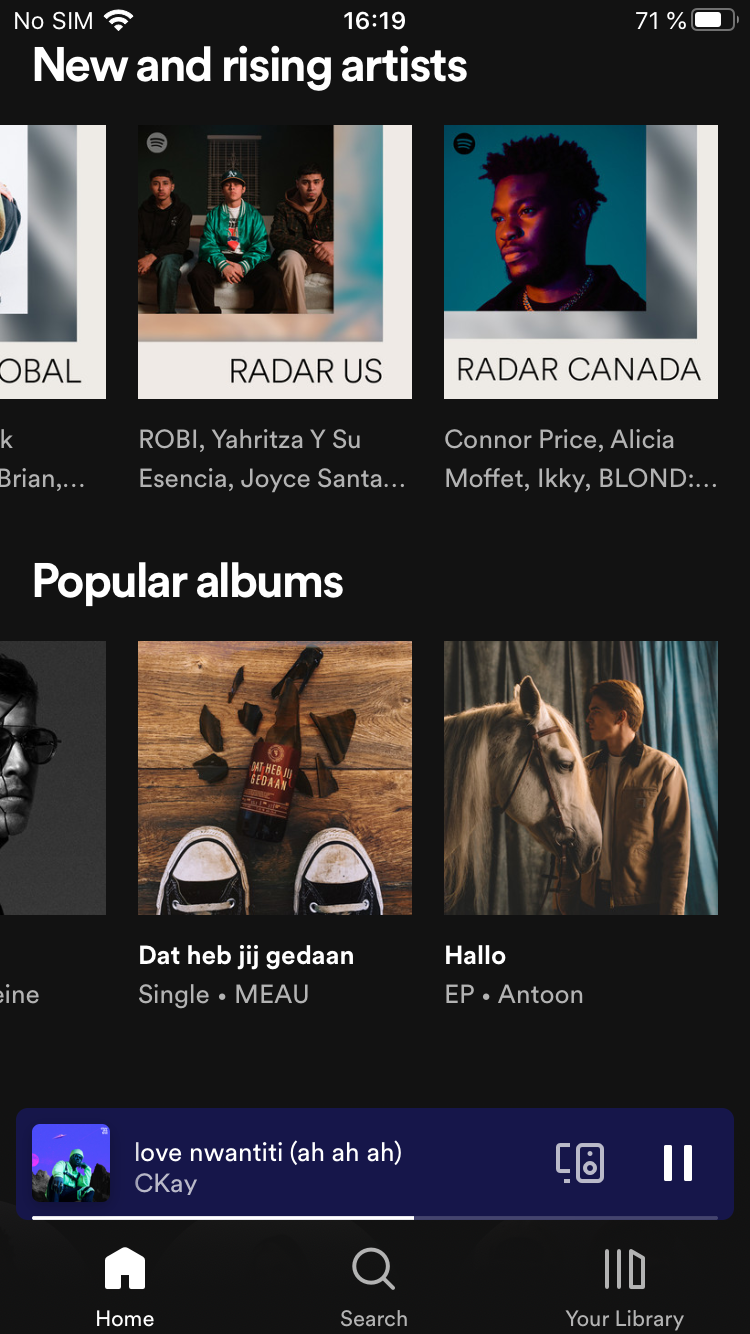 No SIM 16:19 71 %
New and rising artists
OBAL
RADAR US
RADAR CANADA
k
Brian,...
ROBI, Yahritza Y Su
Esencia, Joyce Santa...
Connor Price, Alicia
Moffet, Ikky, BLOND:...
Popular albums
DAT HEB JIJ
GEDAAN
eine
Dat heb jij gedaan
Single • MEAU
Hallo
EP • Antoon
love nwantiti (ah ah ah)
CKay
Home
Search
Your Library